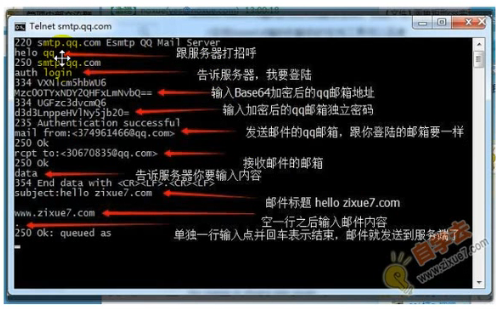 Telnet smtp.qq.com
220 smtp.qq.com Esmtp QQ Mail Server
helo qq 跟服务器打招呼
250 smtp.qq.com
auth login 告诉服务器，我要登陆
334 VXNlcm5hbWU6
MzcOOTYxNDY2QHFxLmNvbQ== 输入Base64加密后的qq邮箱地址
334 UGFzc3dvcmQ6
d3d3LnppeHVlNy5jb20= 输入加密后的qq邮箱独立密码
235 Authentication successful
mail from:<374961466@qq.com> 发送邮件的qq邮箱，跟你登陆的邮箱要一样
250 Ok
rcpt to:<30670835@qq.com> 接收邮件的邮箱
250 Ok
data 告诉服务器你要输入内容
354 End data with <CR><LF>.<CR><LF>
subject:hello zixue7.com 邮件标题 hello zixue7.com
www.zixue7.com 空一行之后输入邮件内容
.
250 Ok: queued as 单独一行输入点并回车表示结束，邮件就发送到服务端了
自学去
www.zixue7.com